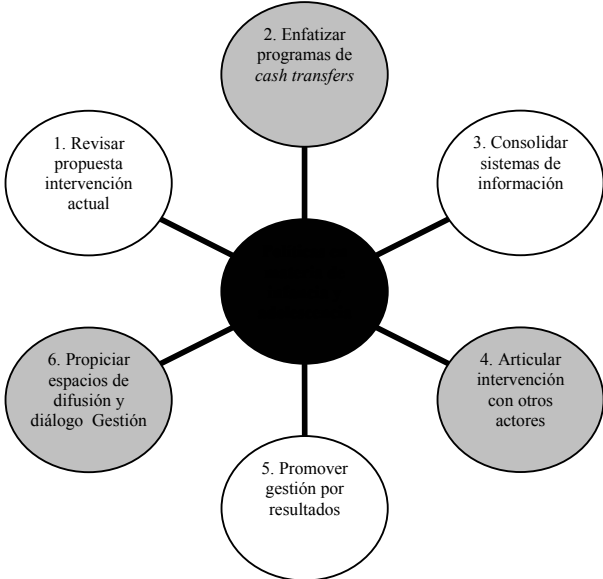 1. Revisar
propuesta
intervención
actual
2. Enfatizar
programas de
cash transfers
3. Consolidar
sistemas de
información
4. Articular
intervención
con otros
actores
5. Promover
gestión por
resultados
6. Propiciar
espacios de
difusión y
diálogo Gestión